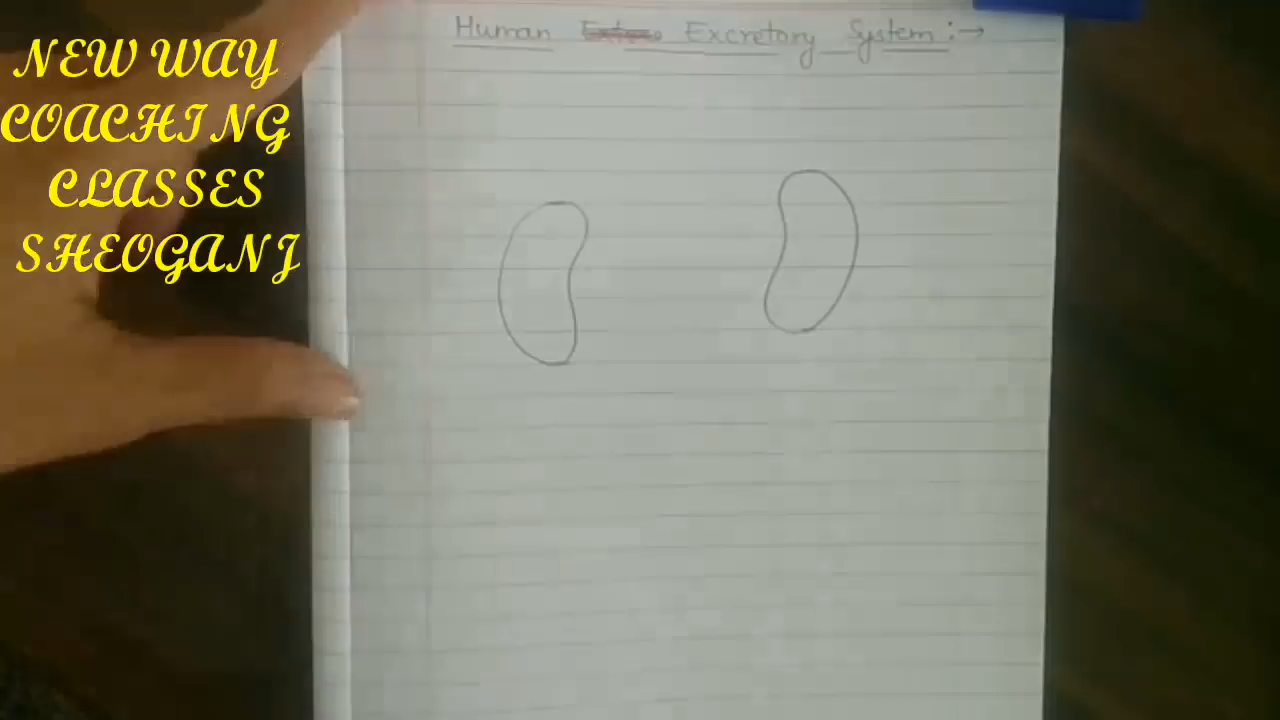 NEW WAY
COACHING
CLASSES
SHEOGANJ
Human Excretory System :→